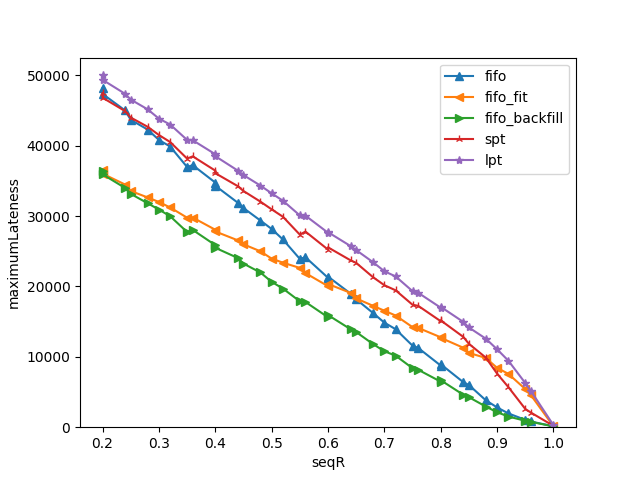 50000
40000
30000
20000
10000
0
maximumLateness
0.2 0.3 0.4 0.5 0.6 0.7 0.8 0.9 1.0
seqR
fifo
fifo_fit
fifo_backfill
spt
lpt